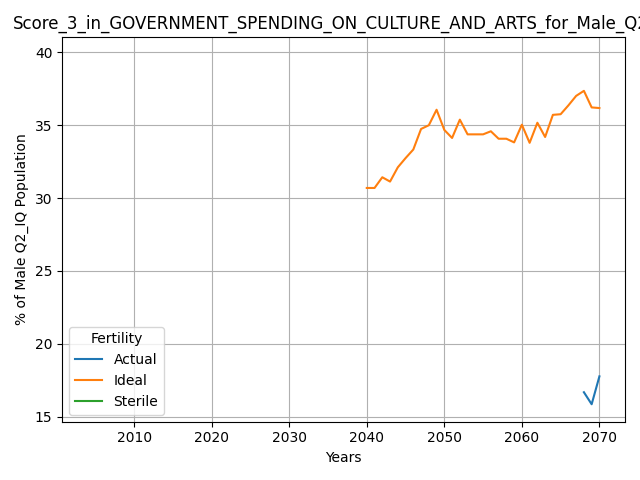 Score_3_in_GOVERNMENT_SPENDING_ON_CULTURE_AND_ARTS_for_Male_Q2
% of Male Q2_IQ Population
40
35
30
25
20
15
Fertility
Actual
Ideal
Sterile
2010 2020 2030 2040 2050 2060 2070
Years